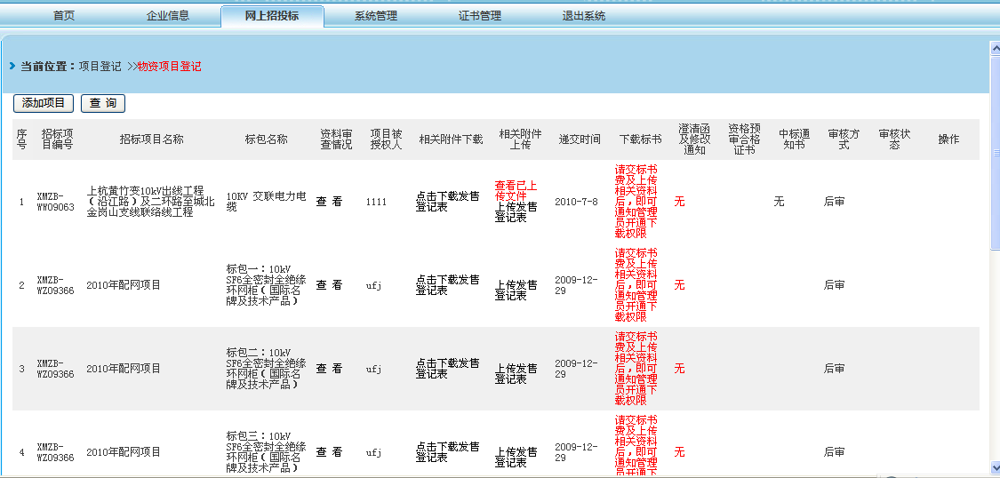 首页 企业信息 网上招投标 系统管理 证书管理 退出系统
当前位置：项目登记 >>物资项目登记
添加项目 查 询
序号 招标项目编号 招标项目名称 标包名称 资料审查情况 项目被授权人 相关附件下载 相关附件上传 递交时间 下载标书 澄清函及修改通知 资格预审合格证书 中标通知书 审核方式 审核状态 操作
1
XMZB-
WW09063
上杭黄竹变10kV出线工程
（沿江路）及二环路至城北
金岗山支线联络线工程
10KV 交联电力电
缆
查 看
1111
点击下载发售
登记表
查看已上
传文件
上传发售
登记表
2010-7-8
请交标书
费及上传
相关资料
后，即可
通知管理
员开通下
载权限
无
无
后审
2
XMZB-
WZ09366
2010年配网项目
标包一：10kV
SF6全密封全绝缘
环网柜（国际名
牌及技术产品）
查 看
ufj
点击下载发售
登记表
上传发售
登记表
2009-12-
29
请交标书
费及上传
相关资料
后，即可
通知管理
员开通下
载权限
无
后审
3
XMZB-
WZ09366
2010年配网项目
标包二：10kV
SF6全密封全绝缘
环网柜（国际名
牌及技术产品）
查 看
ufj
点击下载发售
登记表
上传发售
登记表
2009-12-
29
请交标书
费及上传
相关资料
后，即可
通知管理
员开通下
载权限
无
后审
4
XMZB-
WZ09366
2010年配网项目
标包三：10kV
SF6全密封全绝缘
环网柜（国际名
牌及技术产品）
查 看
ufj
点击下载发售
登记表
上传发售
登记表
2009-12-
29
请交标书
费及上传
相关资料
后，即可
通知管理
员开通下
无
后审